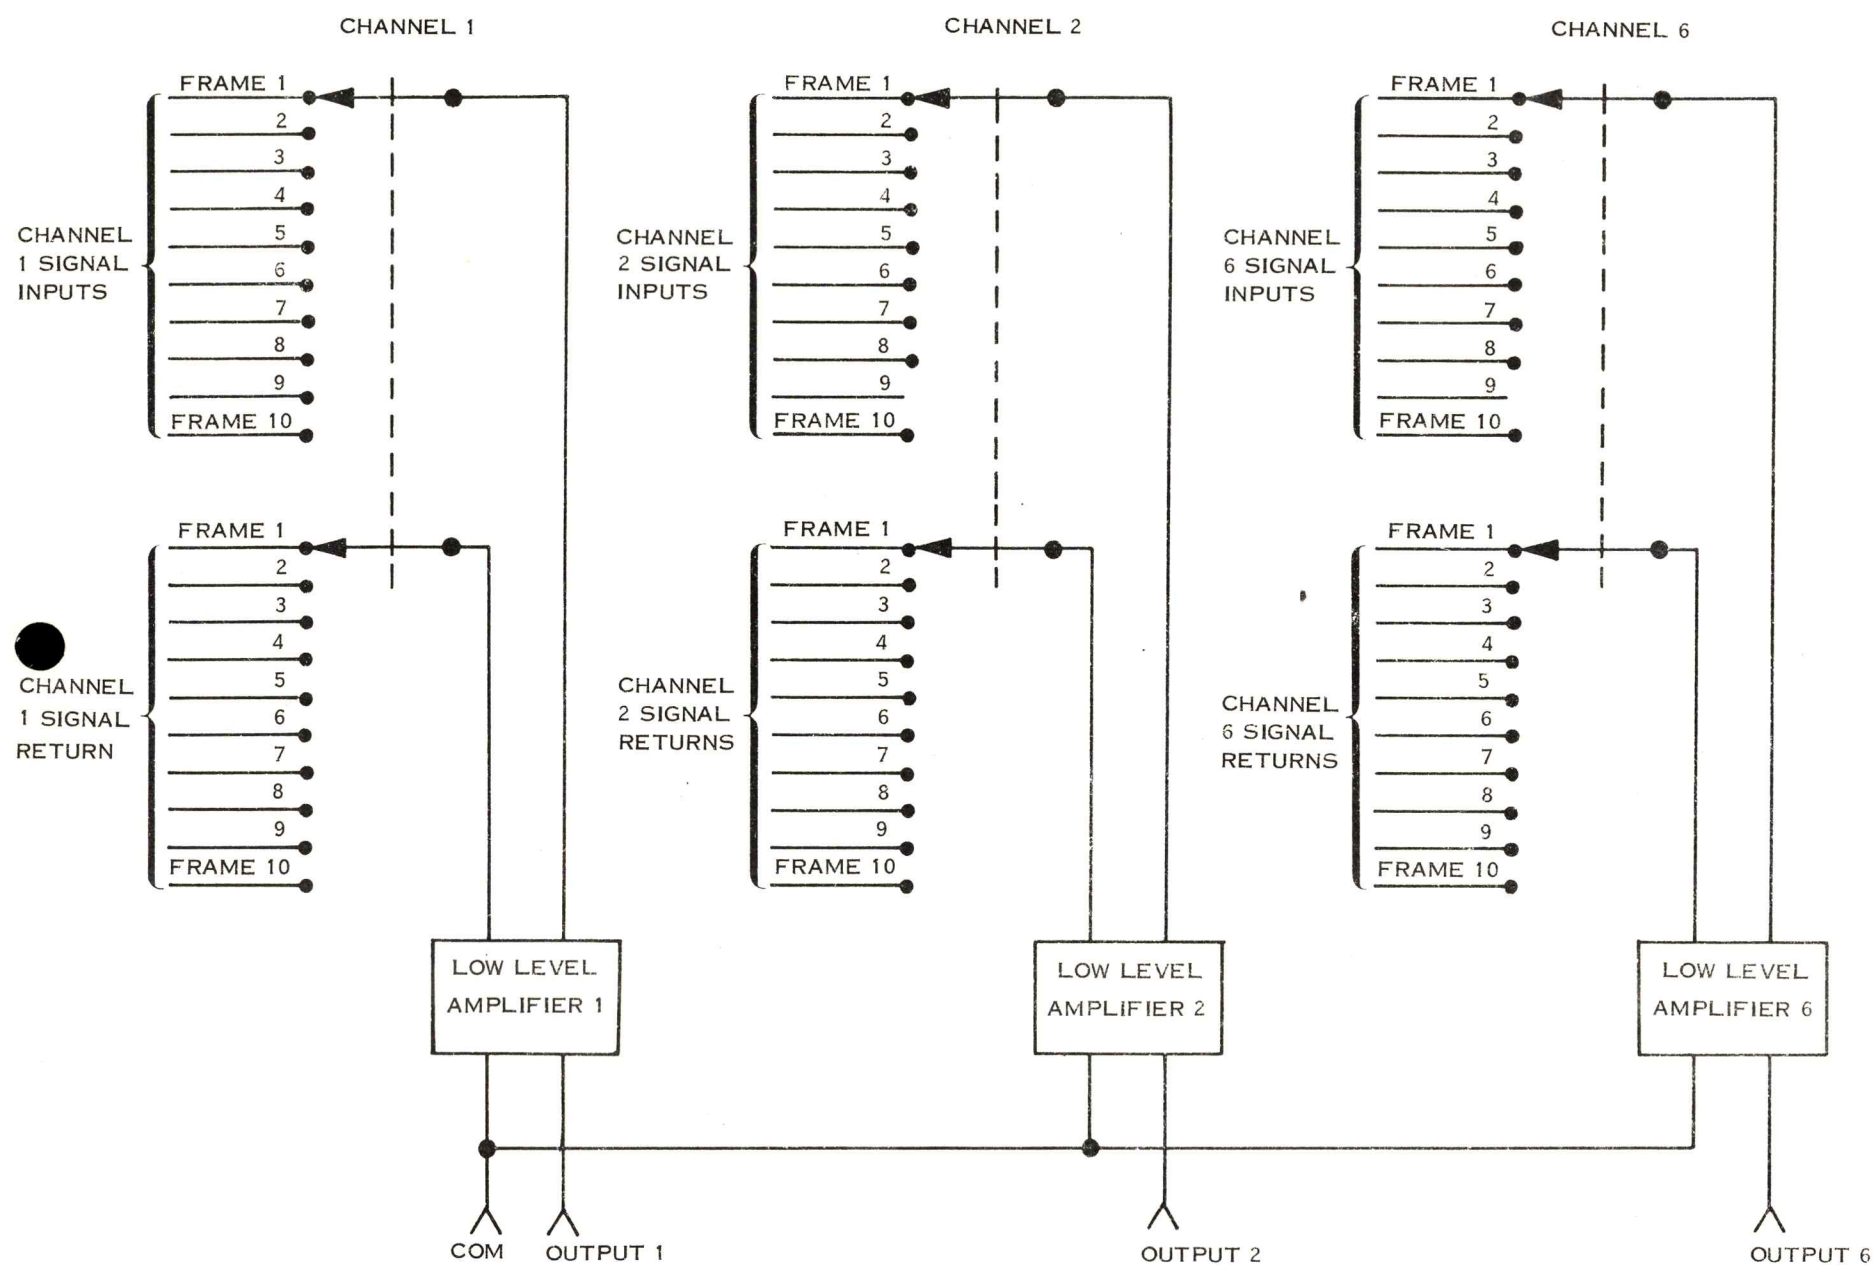 CHANNEL 1
CHANNEL 2
CHANNEL 6
FRAME 1
2
3
4
5
6
7
8
9
FRAME 10
CHANNEL
1 SIGNAL
INPUTS
FRAME 1
2
3
4
5
6
7
8
9
FRAME 10
CHANNEL
1 SIGNAL
RETURN
FRAME 1
2
3
4
5
6
7
8
9
FRAME 10
CHANNEL
2 SIGNAL
INPUTS
FRAME 1
2
3
4
5
6
7
8
9
FRAME 10
CHANNEL
2 SIGNAL
RETURNS
FRAME 1
2
3
4
5
6
7
8
9
FRAME 10
CHANNEL
6 SIGNAL
INPUTS
FRAME 1
2
3
4
5
6
7
8
9
FRAME 10
CHANNEL
6 SIGNAL
RETURNS
LOW LEVEL
AMPLIFIER 1
LOW LEVEL
AMPLIFIER 2
LOW LEVEL
AMPLIFIER 6
COM
OUTPUT 1
OUTPUT 2
OUTPUT 6